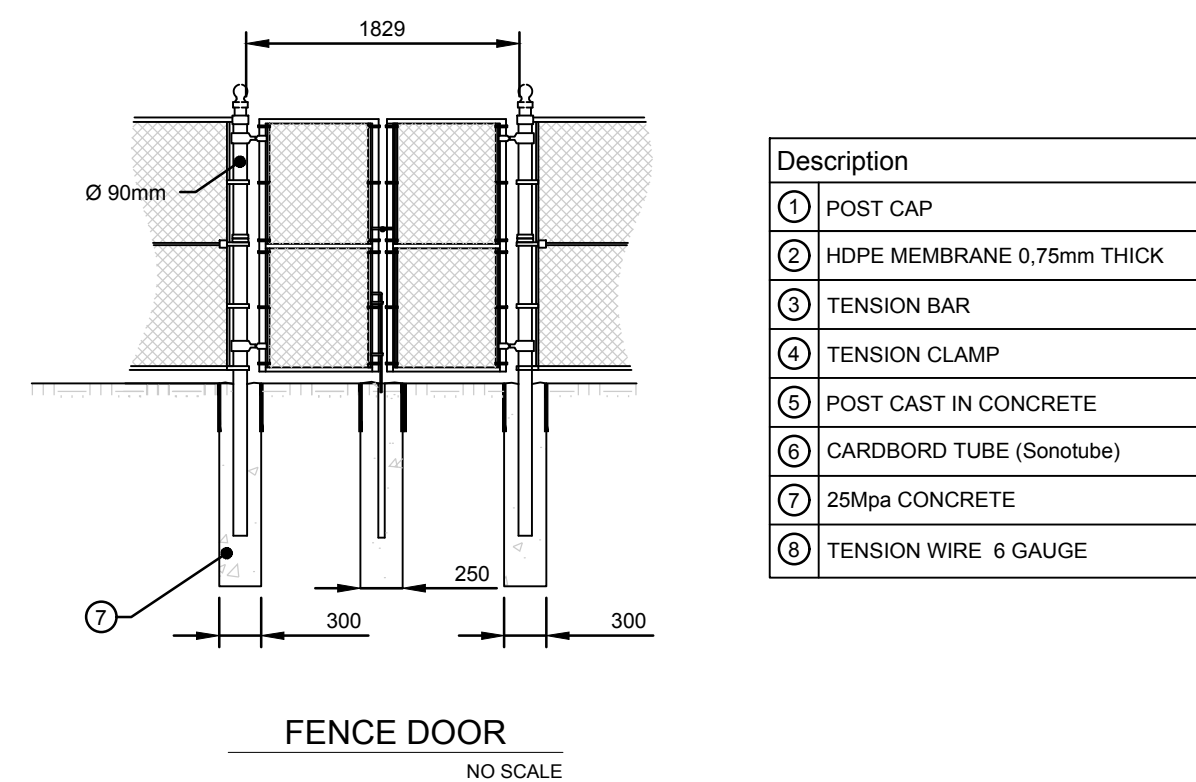 1829
Ø 90mm
250
7
300
300
FENCE DOOR
NO SCALE
Description
1 POST CAP
2 HDPE MEMBRANE 0,75mm THICK
3 TENSION BAR
4 TENSION CLAMP
5 POST CAST IN CONCRETE
6 CARDBORD TUBE (Sonotube)
7 25Mpa CONCRETE
8 TENSION WIRE 6 GAUGE